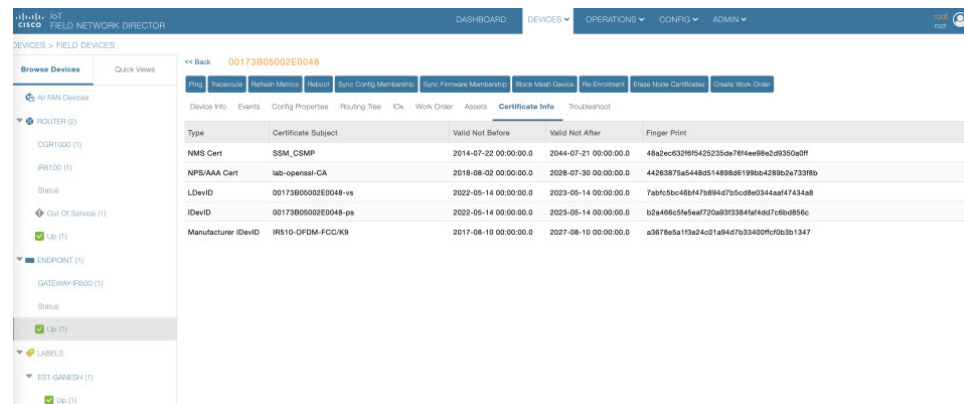 cisco IoT
FIELD NETWORK DIRECTOR
DASHBOARD DEVICES OPERATIONS CONFIG ADMIN
root
root
DEVICES > FIELD DEVICES
Browse Devices Quick Views
All FAN Devices
ROUTER (2)
CGR1000 (1)
IR8100 (1)
Status
Out Of Service (1)
Up (1)
ENDPOINT (1)
GATEWAY-IR500 (1)
Status
Up (1)
LABELS
EST-GANESH (1)
Up (1)
<< Back 00173B05002E0048
Ping Traceroute Refresh Metrics Reboot Sync Config Membership Sync Firmware Membership Block Mesh Device Re-Enrollment Erase Node Certificates Create Work Order
Device Info Events Config Properties Routing Tree IOx Work Order Assets Certificate Info Troubleshoot
Type Certificate Subject Valid Not Before Valid Not After Finger Print
NMS Cert SSM_CSMP 2014-07-22 00:00:00.0 2044-07-21 00:00:00.0 48a2ec632f6f5425235de76f4ee98e2d9350a0ff
NPS/AAA Cert lab-openssl-CA 2018-08-02 00:00:00.0 2028-07-30 00:00:00.0 44263875a5448d514898d6199bb4289b2e733f8b
LDevID 00173B05002E0048-vs 2022-05-14 00:00:00.0 2023-05-14 00:00:00.0 7abfc5bc46bf47b894d7b5cd8e0344aaf47434a8
IDevID 00173B05002E0048-ps 2022-05-14 00:00:00.0 2023-05-14 00:00:00.0 b2a466c5fe5eaf720a93f3384faf4dd7c6bd856c
Manufacturer IDevID IR510-OFDM-FCC/K9 2017-08-10 00:00:00.0 2027-08-10 00:00:00.0 a3678e5a1f3e24c01a94d7b33400ffcf0b3b1347